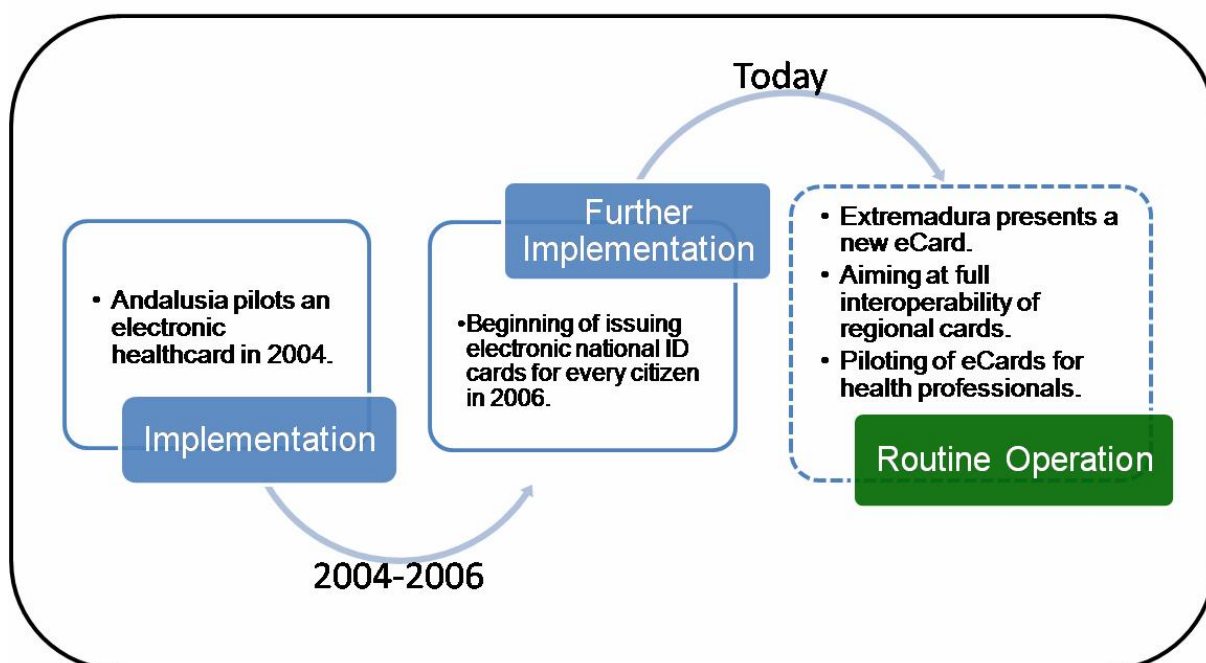 • Andalusia pilots an
electronic
healthcard in 2004.
Implementation
2004-2006
Further
Implementation
•Beginning of issuing
electronic national ID
cards for every citizen
in 2006.
Today
• Extremadura presents a
new eCard.
• Aiming at full
interoperability of
regional cards.
• Piloting of eCards for
health professionals.
Routine Operation